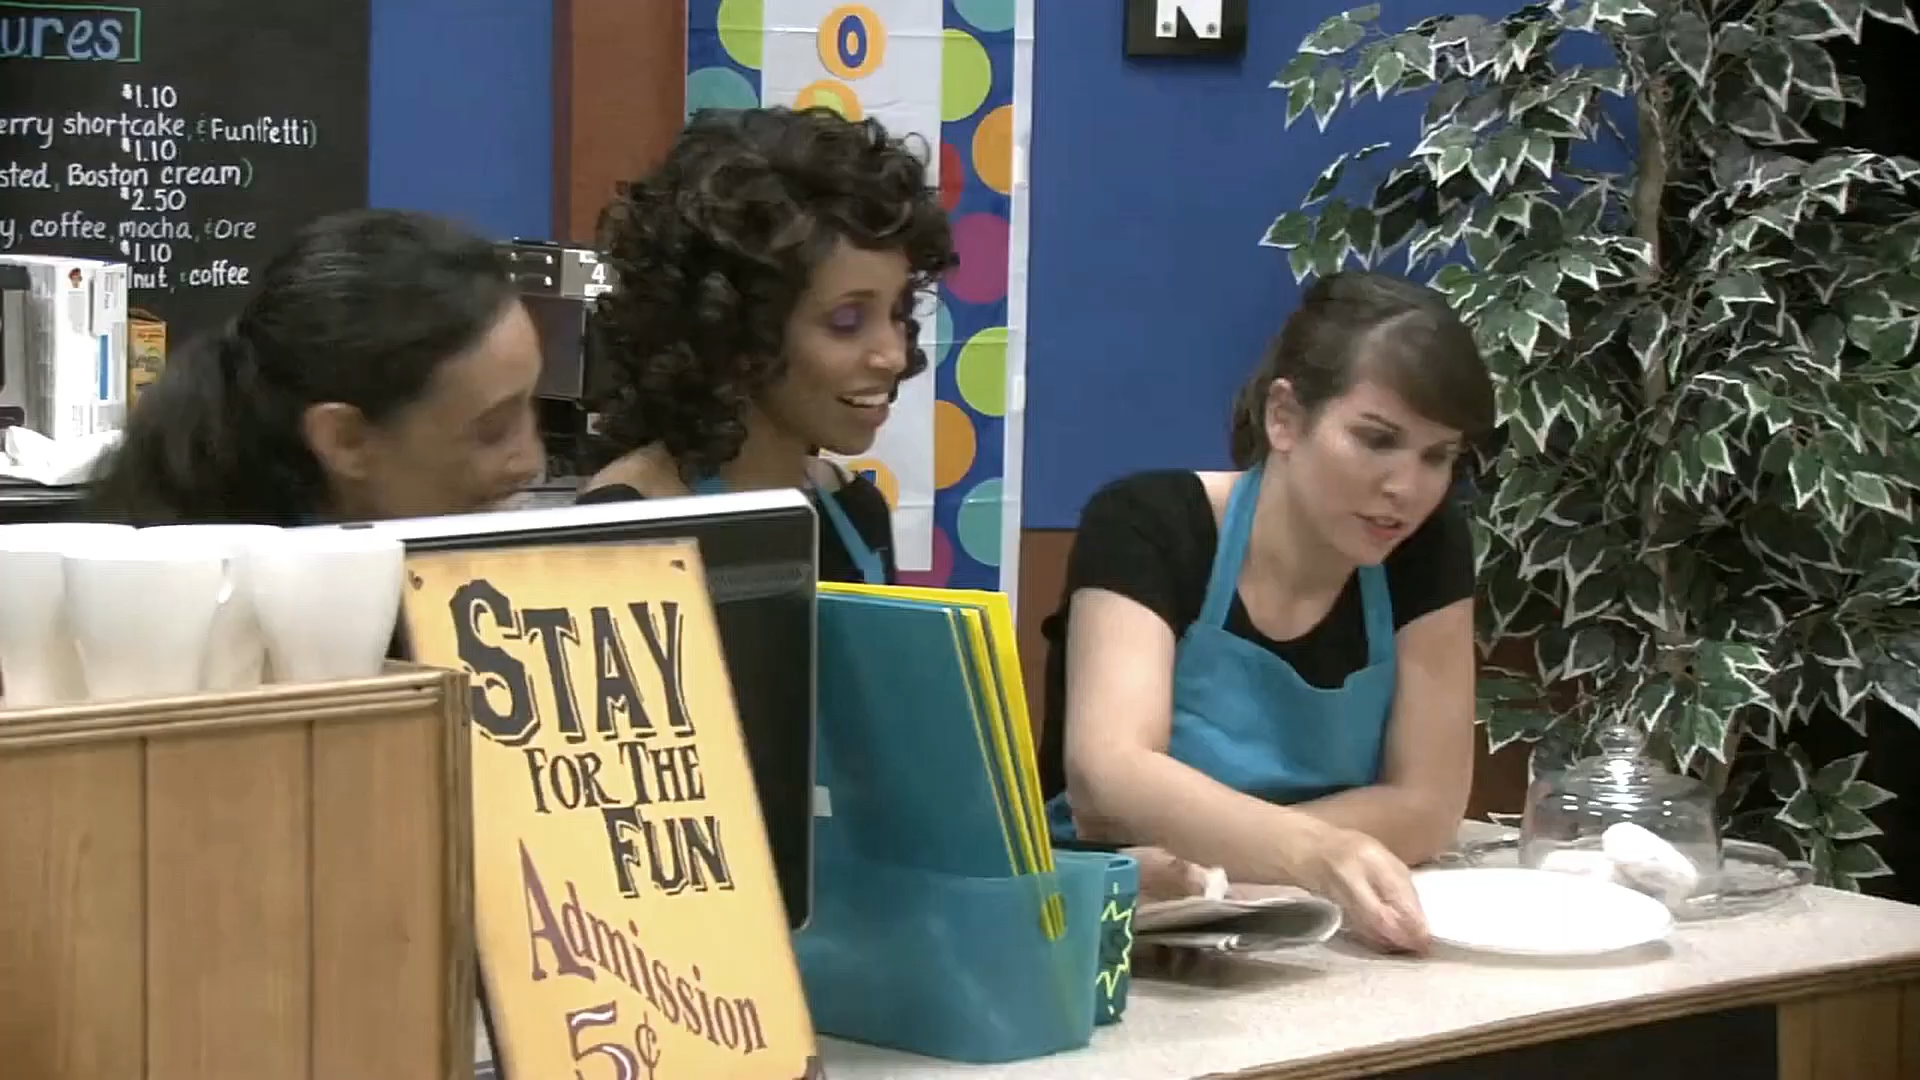 ures
$1.10
erry shortcake, & Funfetti)
$1.10
sted, Boston cream)
$2.50
y, coffee, mocha, & ore
$1.10
lnut, & coffee
O
N
4
STAY
FOR THE
FUN
Admission
5¢